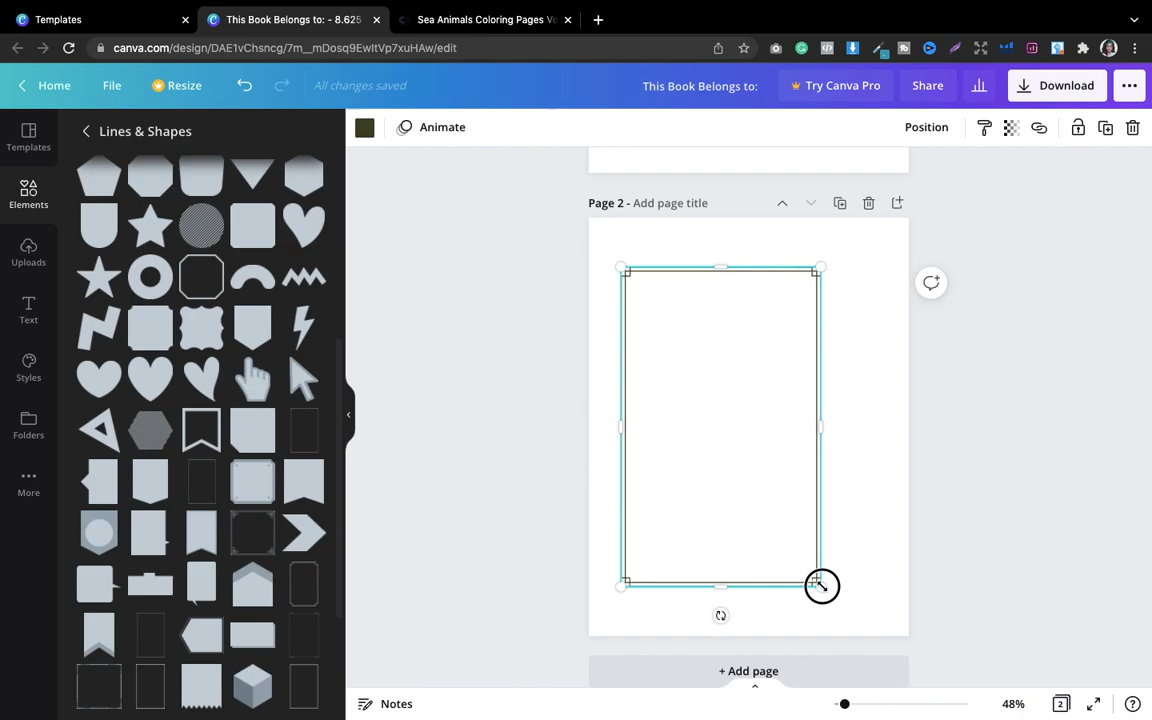 Templates
This Book Belongs to: - 8.625
Sea Animals Coloring Pages Vo
canva.com/design/DAE1vChsncg/7m__mDosq9EwltVp7xuHAw/edit
Home
File
Resize
All changes saved
This Book Belongs to:
Try Canva Pro
Share
Download
Templates
Elements
Uploads
Text
Styles
Folders
More
Lines & Shapes
Animate
Position
Page 2 - Add page title
+ Add page
Notes
48%
2